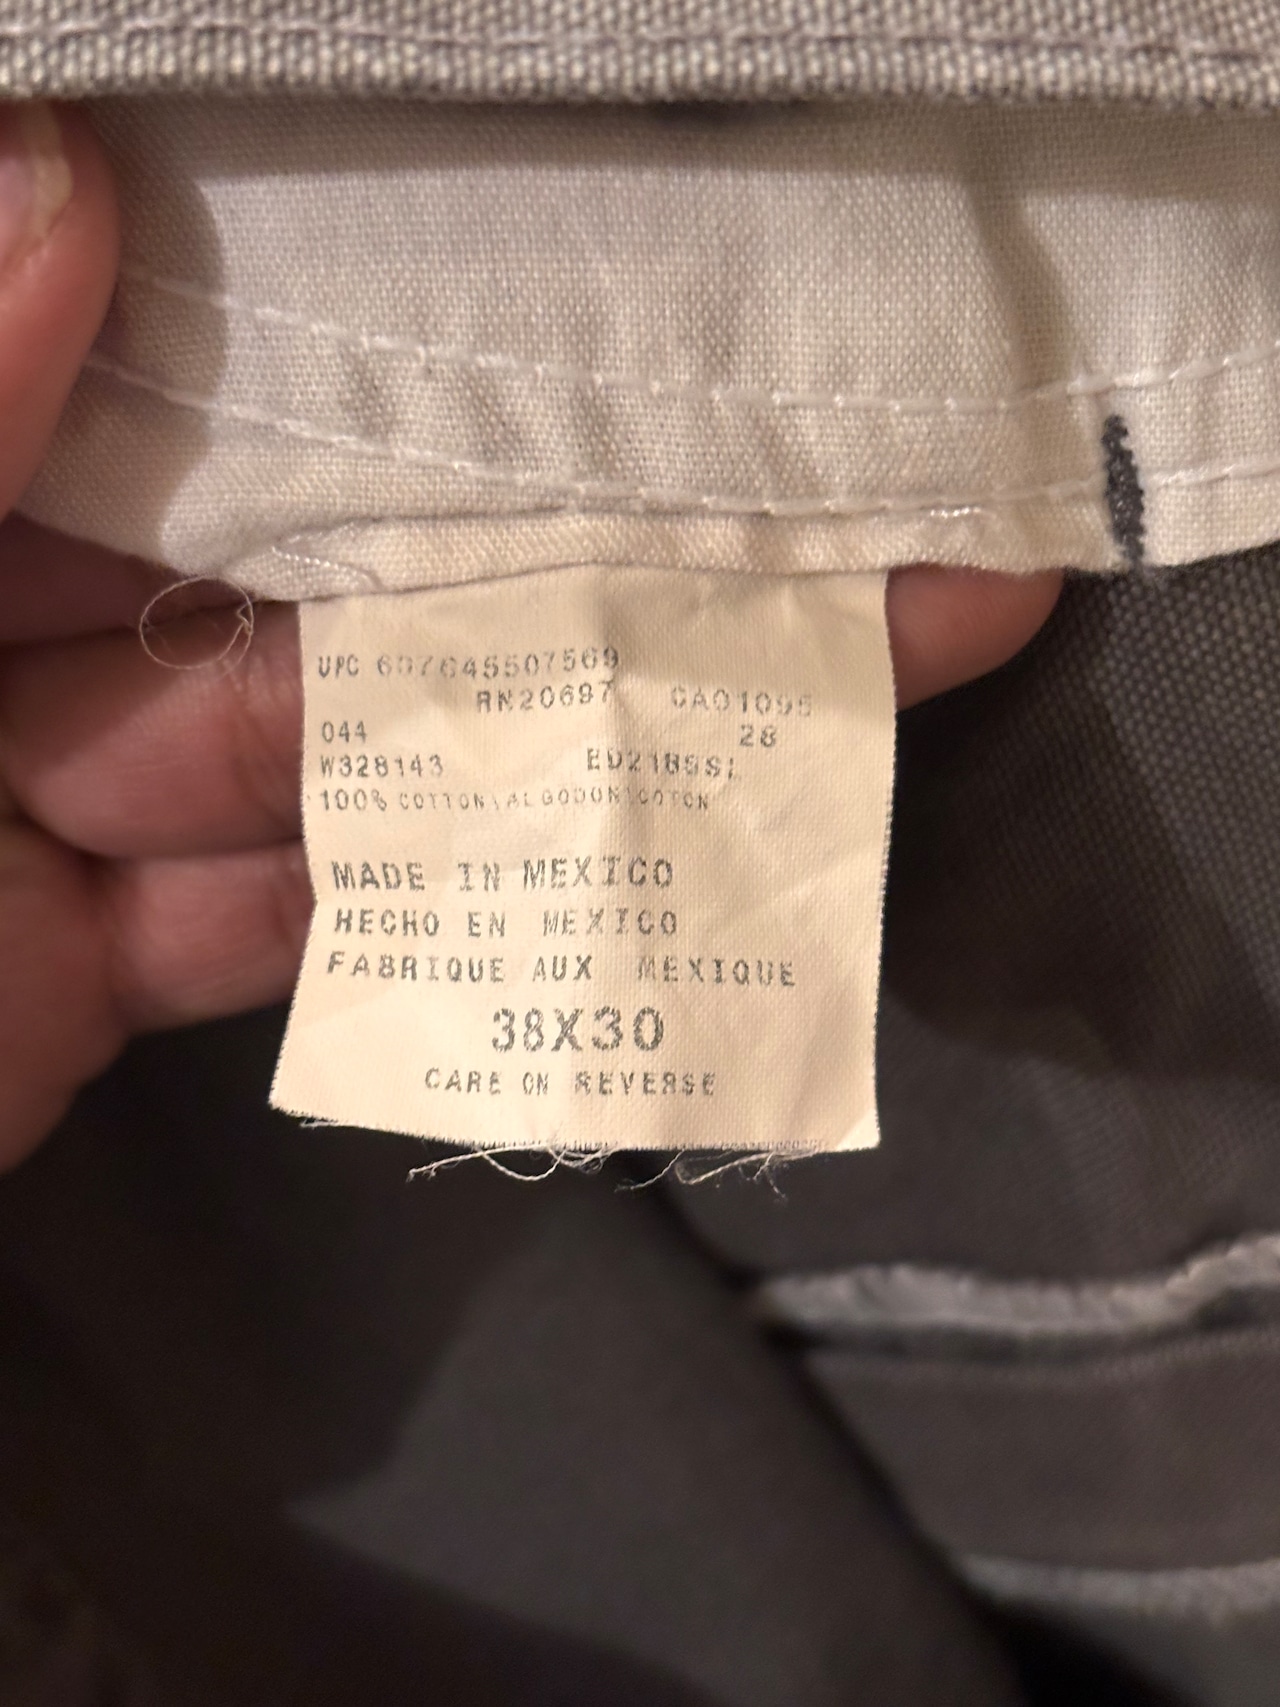 UPC 607645507569
RN20697 CA01095
044 28
W328143
100% COTTON\ALGODON\COTON
MADE IN MEXICO
HECHO EN MEXICO
FABRIQUE AUX MEXIQUE
38X30
CARE ON REVERSE